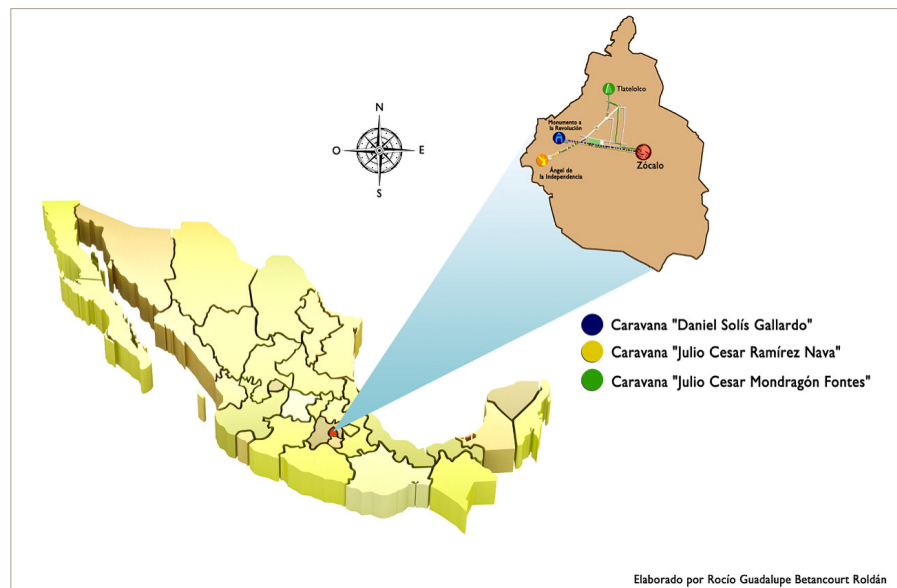 N
O
E
S
Tlatelolco
Monumento a
la Revolución
Zócalo
Ángel de
la Independencia
Caravana "Daniel Solís Gallardo"
Caravana "Julio Cesar Ramírez Nava"
Caravana "Julio Cesar Mondragón Fontes"
Elaborado por Rocío Guadalupe Betancourt Roldán